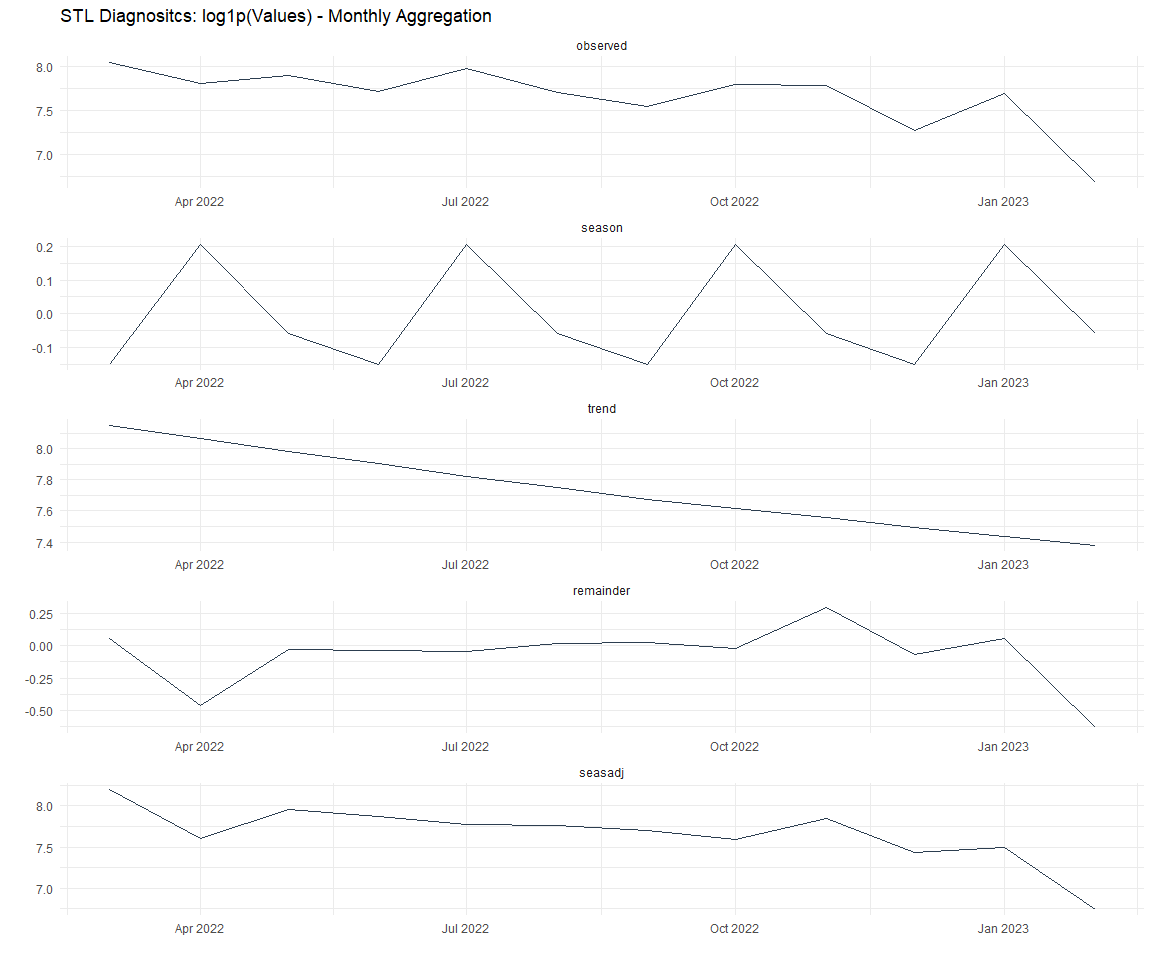 STL Diagnositcs: log1p(Values) - Monthly Aggregation
observed
8.0
7.5
7.0
Apr 2022 Jul 2022 Oct 2022 Jan 2023
season
0.2
0.1
0.0
-0.1
Apr 2022 Jul 2022 Oct 2022 Jan 2023
trend
8.0
7.8
7.6
7.4
Apr 2022 Jul 2022 Oct 2022 Jan 2023
remainder
0.25
0.00
-0.25
-0.50
Apr 2022 Jul 2022 Oct 2022 Jan 2023
seasadj
8.0
7.5
7.0
Apr 2022 Jul 2022 Oct 2022 Jan 2023